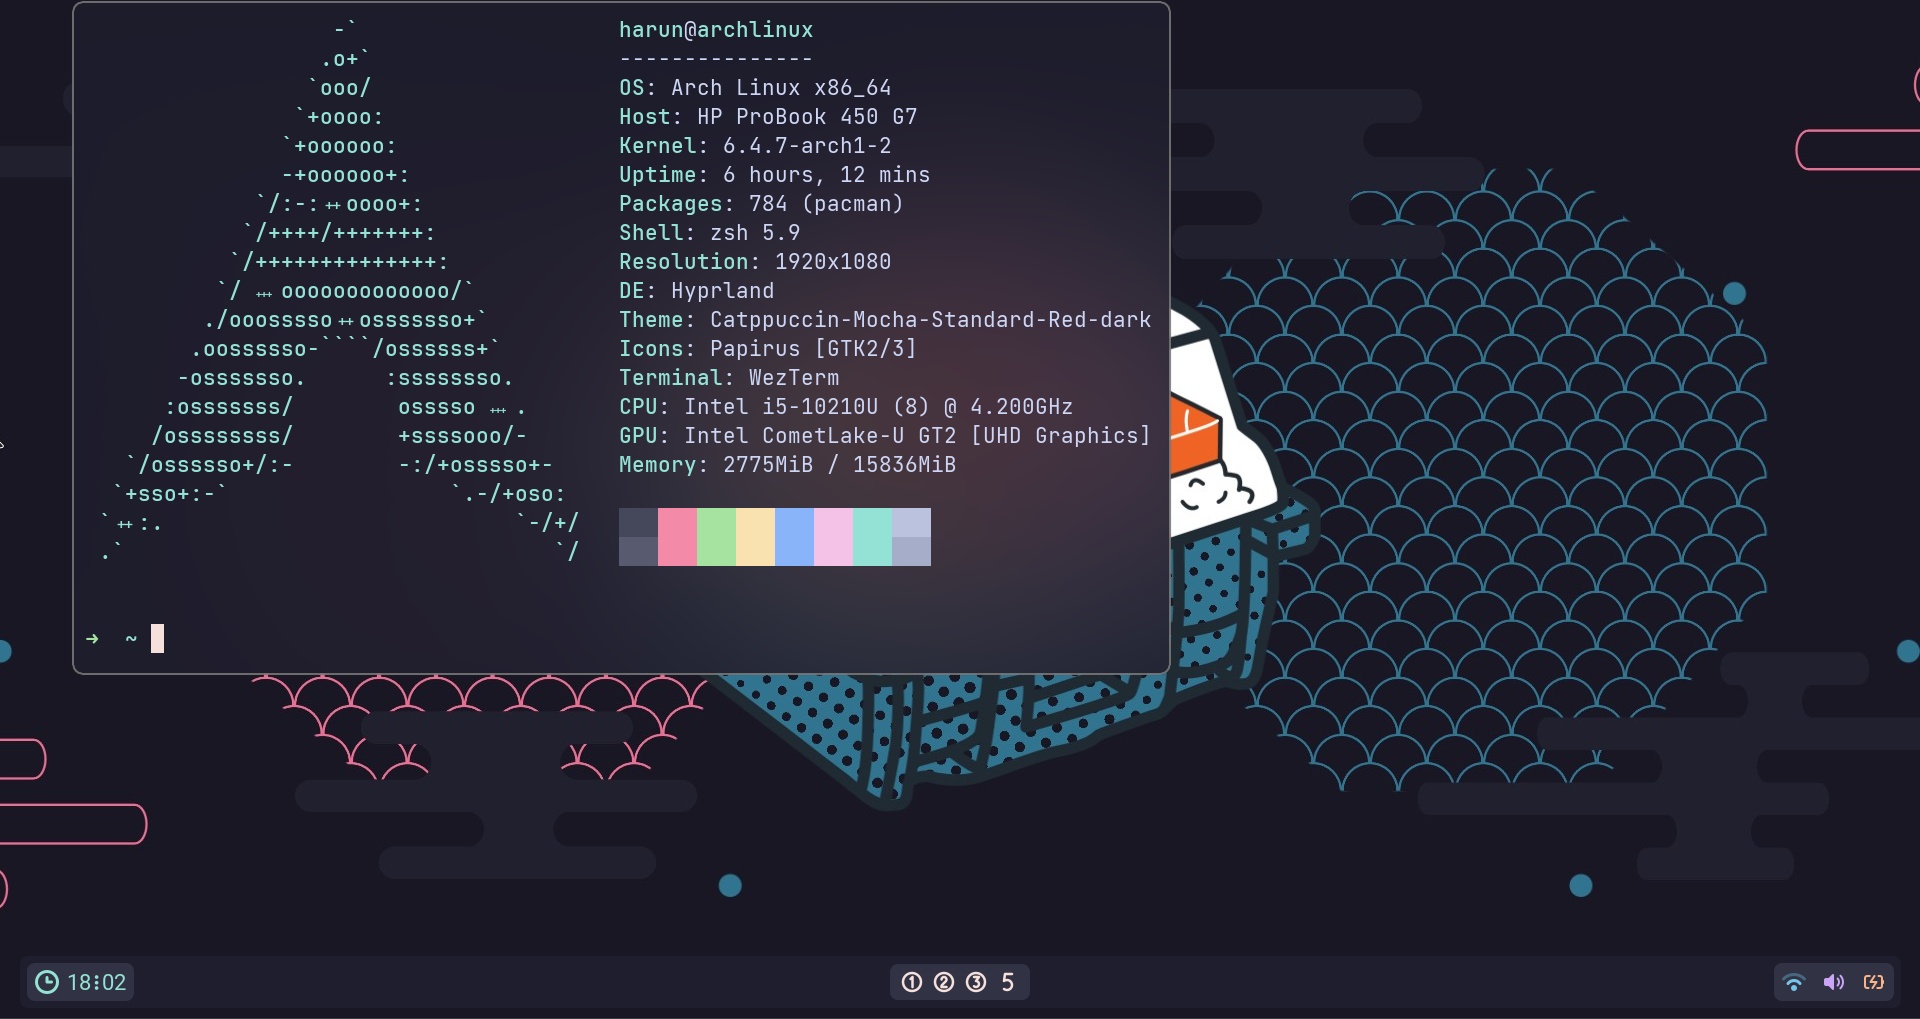 -`
.o+`
`ooo/
`+oooo:
`+oooooo:
-+oooooo+:
`/:-:++oooo+:
`/++++/+++++++:
`/++++++++++++++:
`/+++ooooooooooooo/`
./ooosssso++osssssso+`
.oossssso-````/ossssss+`
-osssssso.      :ssssssso.
:osssssss/        osssso+++.
/ossssssss/        +ssssooo/-
`/ossssso+/:-        -:/+osssso+-
`+sso+:-`                 `.-/+oso:
`++:.                           `-/+/
.`                                 `/
harun@archlinux
---------------
OS: Arch Linux x86_64
Host: HP ProBook 450 G7
Kernel: 6.4.7-arch1-2
Uptime: 6 hours, 12 mins
Packages: 784 (pacman)
Shell: zsh 5.9
Resolution: 1920x1080
DE: Hyprland
Theme: Catppuccin-Mocha-Standard-Red-dark
Icons: Papirus [GTK2/3]
Terminal: WezTerm
CPU: Intel i5-10210U (8) @ 4.200GHz
GPU: Intel CometLake-U GT2 [UHD Graphics]
Memory: 2775MiB / 15836MiB
➜ ~
18:02
① ② ③ 5